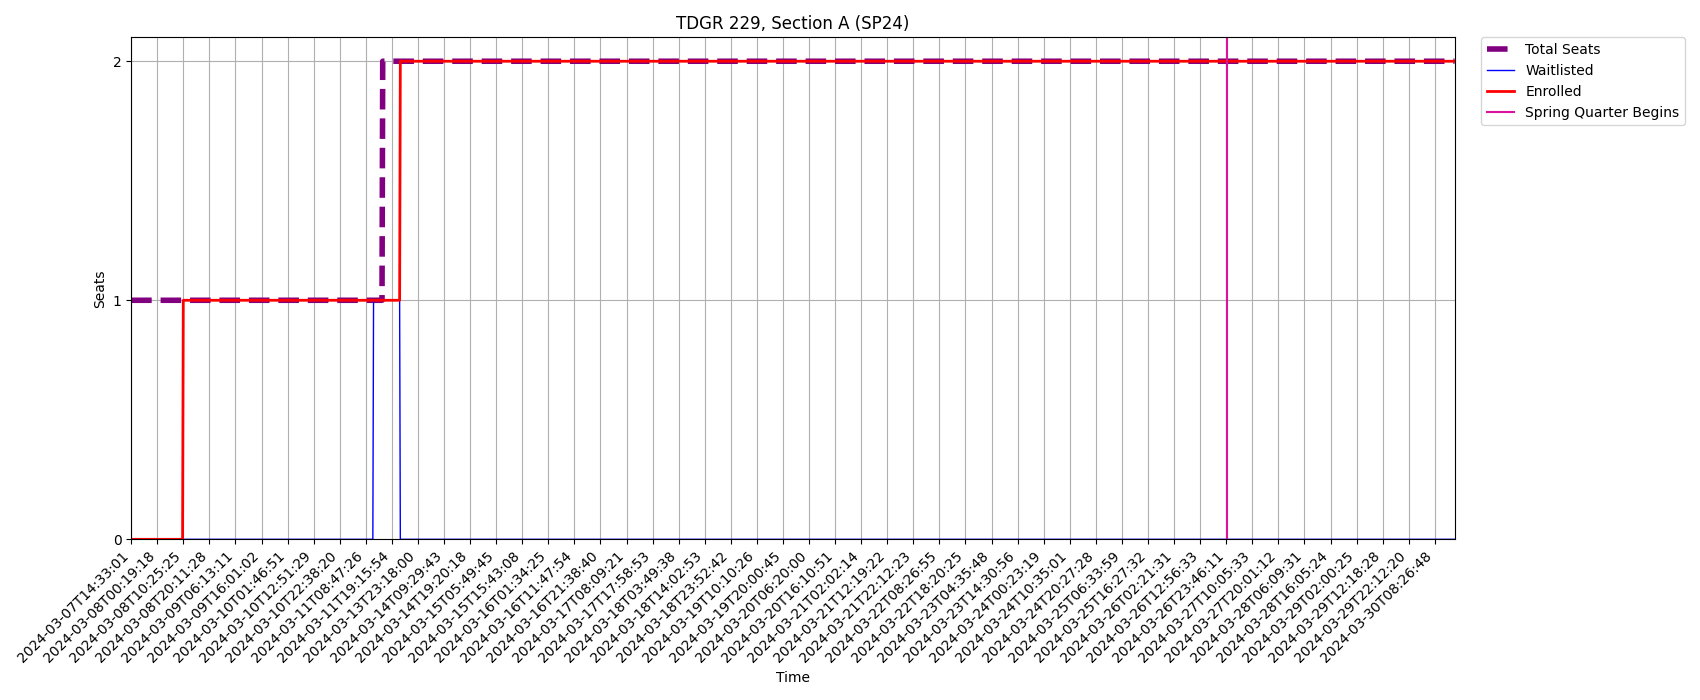 TDGR 229, Section A (SP24)
Total Seats
Waitlisted
Enrolled
Spring Quarter Begins
2
1
0
Seats
2024-03-07T14:33:01
2024-03-08T00:19:18
2024-03-08T10:25:25
2024-03-08T20:11:28
2024-03-09T06:13:11
2024-03-09T16:01:02
2024-03-10T01:46:51
2024-03-10T12:51:29
2024-03-10T22:38:20
2024-03-11T08:47:26
2024-03-11T19:15:54
2024-03-13T23:18:00
2024-03-14T09:29:43
2024-03-14T19:20:18
2024-03-15T05:49:45
2024-03-15T15:43:08
2024-03-16T01:34:25
2024-03-16T11:47:54
2024-03-16T21:38:40
2024-03-17T08:09:21
2024-03-17T17:58:53
2024-03-18T03:49:38
2024-03-18T14:02:53
2024-03-18T23:52:42
2024-03-19T10:10:26
2024-03-19T20:00:45
2024-03-20T06:20:00
2024-03-20T16:10:51
2024-03-21T02:02:14
2024-03-21T12:19:22
2024-03-21T22:12:23
2024-03-22T08:26:55
2024-03-22T18:20:25
2024-03-23T04:35:48
2024-03-23T14:30:56
2024-03-24T00:23:19
2024-03-24T10:35:01
2024-03-24T20:27:28
2024-03-25T06:33:59
2024-03-25T16:27:32
2024-03-26T02:21:31
2024-03-26T12:56:33
2024-03-26T23:46:11
2024-03-27T10:05:33
2024-03-27T20:01:12
2024-03-28T06:09:31
2024-03-28T16:05:24
2024-03-29T02:00:25
2024-03-29T12:18:28
2024-03-29T22:12:20
2024-03-30T08:26:48
Time